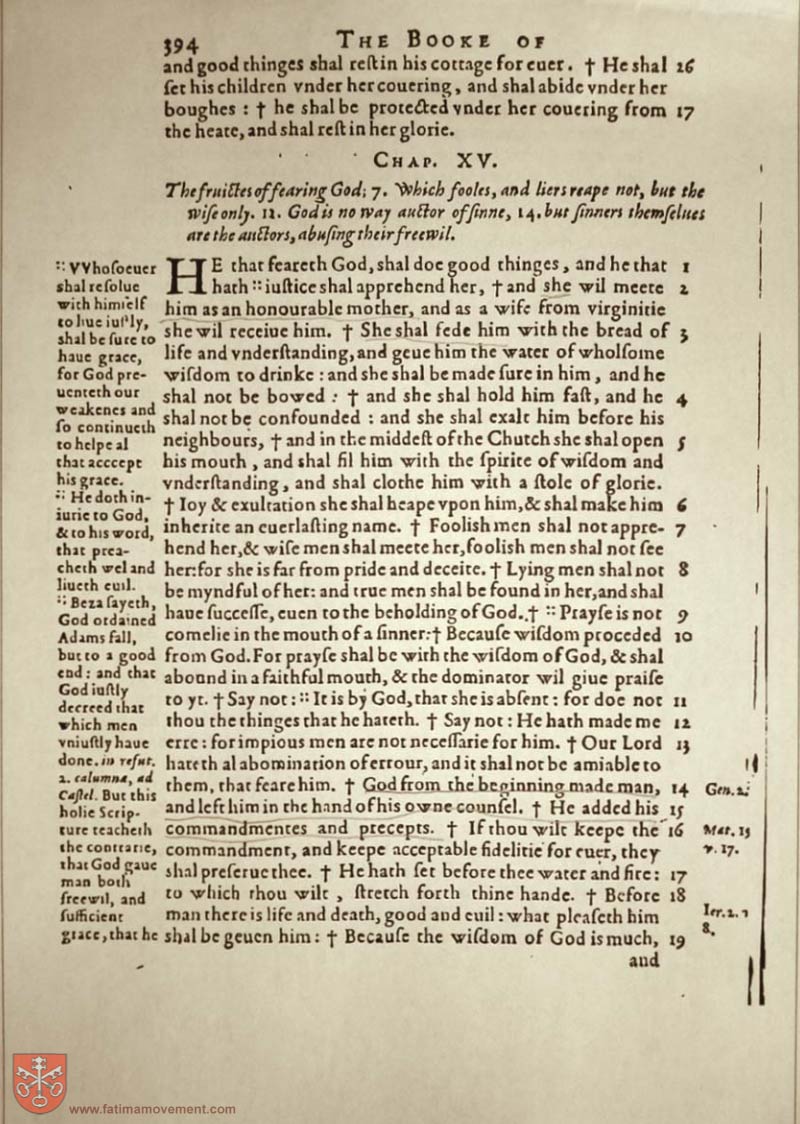 394 THE BOOKE OF
and good thinges shal reſt in his cottage for euer. † He shal 16
ſet his children vnder her couering, and shal abide vnder her
boughes : † he shal be protected vnder her couering from 17
the heate, and shal reſt in her glorie.
CHAP. XV.
The fruictes of fearing God; 7. Which fooles, and liers reape not, but the
wiſe only. 12. God is no way auctor of ſinne, 14. but ſinners themſelues
are the auctors, abuſing their freewil.
HE that feareth God, shal doe good thinges, and he that 1
hath :: iuſtice shal apprehend her, † and she wil meete 2
him as an honourable mother, and as a wife from virginitie
she wil receiue him. † She shal fede him with the bread of 3
life and vnderſtanding, and geue him the water of wholſome
wiſdom to drinke : and she shal be made ſure in him, and he
shal not be bowed : † and she shal hold him faſt, and he 4
shal not be confounded : and she shal exalt him before his
neighbours, † and in the middeſt of the Church she shal open 5
his mouth, and shal fil him with the ſpirite of wiſdom and
vnderſtanding, and shal clothe him with a ſtole of glorie.
† Ioy & exultation she shal heape vpon him, & shal make him 6
inherite an euerlaſting name. † Foolish men shal not appre- 7
hend her, & wiſe men shal meete her, foolish men shal not ſee
her: for she is far from pride and deceite. † Lying men shal not 8
be myndful of her: and true men shal be found in her, and shal
haue ſucceſſe, euen to the beholding of God. † :: Prayſe is not 9
comelie in the mouth of a ſinner: † Becauſe wiſdom proceded 10
from God. For prayſe shal be with the wiſdom of God, & shal
abound in a faithful mouth, & the dominator wil giue praiſe
to yt. † Say not : :: It is by God, that she is abſent : for doe not 11
thou the thinges that he hateth. † Say not : He hath made me 12
erre : for impious men are not neceſſarie for him. † Our Lord 13
hateth al abomination of errour, and it shal not be amiable to
them, that feare him. † God from the beginning made man, 14
and left him in the hand of his owne counſel. † He added his 15
commandmentes and precepts. † If thou wilt keepe the 16
commandment, and keepe acceptable fidelitie for euer, they
shal preſerue thee. † He hath ſet before thee water and fire : 17
to which thou wilt, ſtretch forth thine hande. † Before 18
man there is life and death, good and euil : what pleaſeth him
shal be geuen him : † Becauſe the wiſdom of God is much, 19
and
:: VVhoſoeuer
shal reſolue
with himſelf
to liue iuſtly,
shal be ſure to
haue grace,
for God pre-
uenteth our
weakenes and
ſo continueth
to helpe al
that acccept
his grace.
:: He doth in-
iurie to God,
& to his word,
that prea-
cheth wel and
liueth euil.
:: Beza ſayeth,
God ordained
Adams fall,
but to a good
end : and that
God iuſtly
decreed that
which men
vniuſtly haue
done. in refut.
2. calumna, ad
Caſtel. But this
holie Scrip-
ture teacheth
the contrarie,
that God gaue
man both
freewil, and
ſufficient
grace, that he
Gen. 2.
Mat. 19
v. 17.
Ier. 2. 1
8.
www.fatimamovement.com